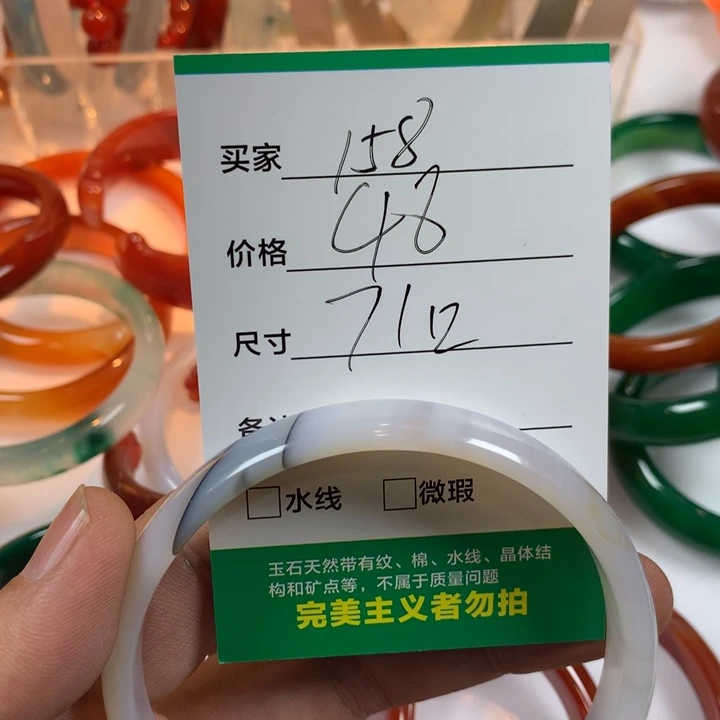 买家 158
价格 48
尺寸 71 12
□水线 □微瑕
玉石天然带有纹、棉、水线、晶体结
构和矿点等，不属于质量问题
完美主义者勿拍